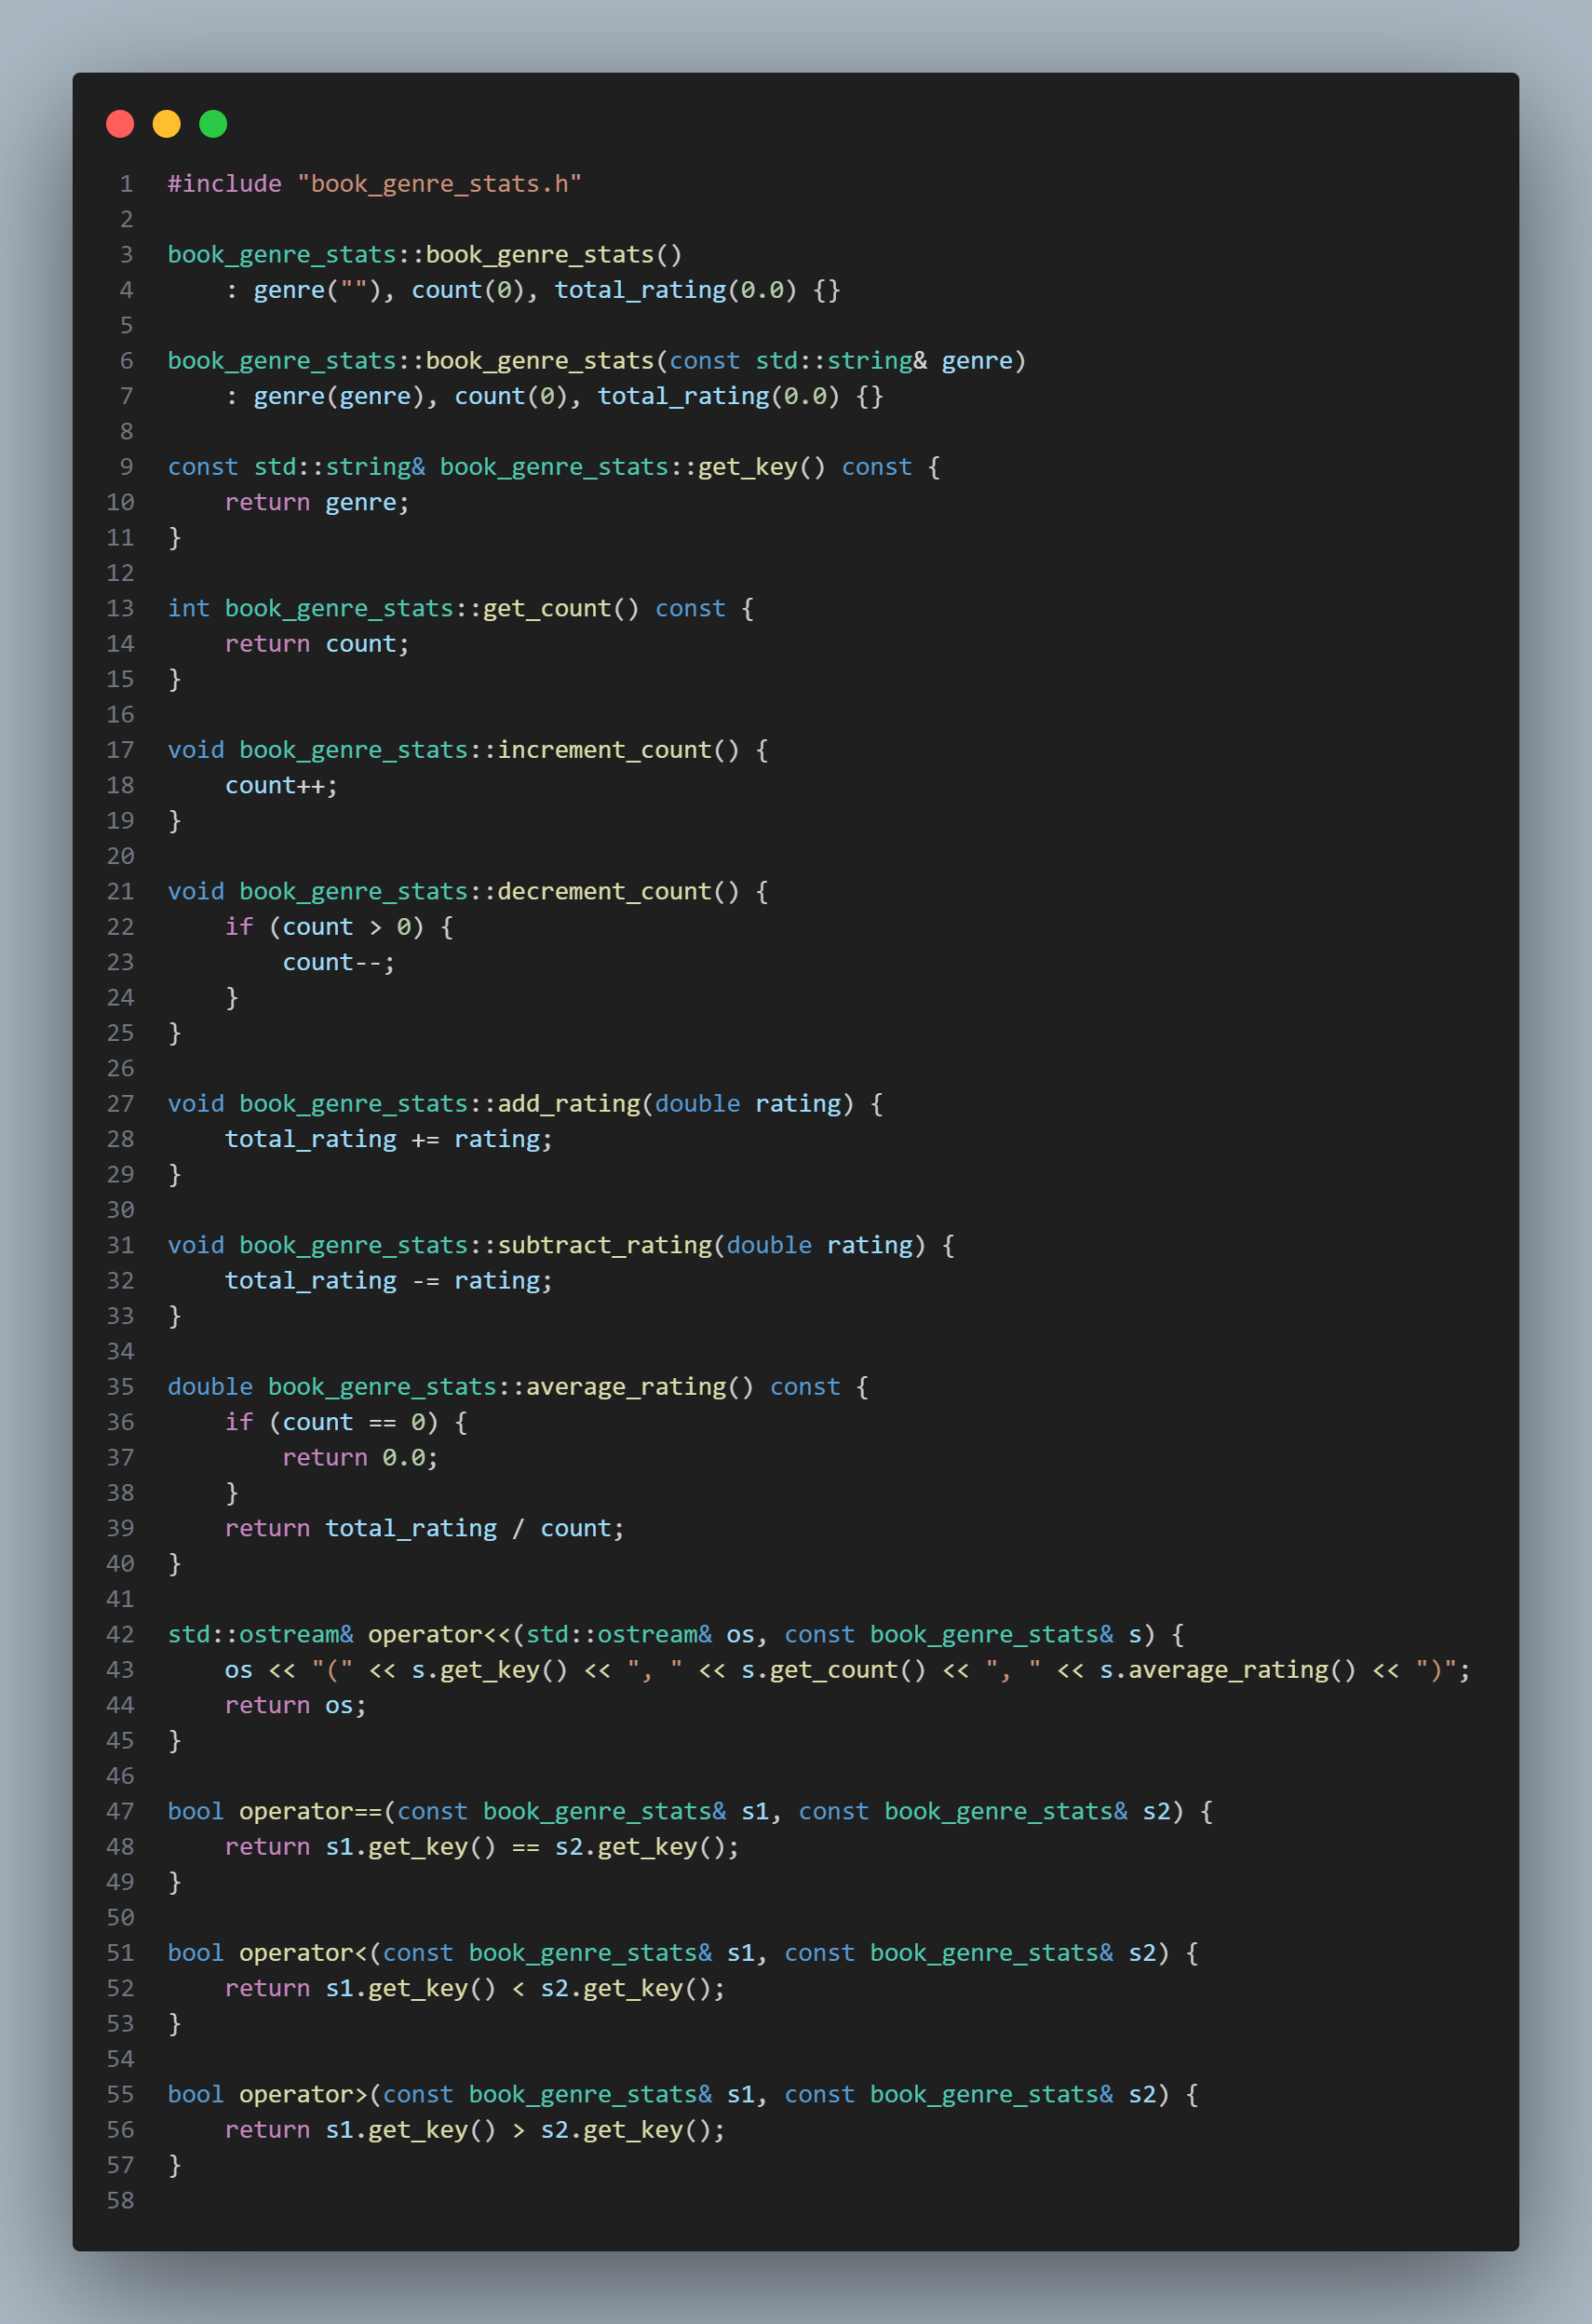 1 #include "book_genre_stats.h"
2
3 book_genre_stats::book_genre_stats()
4     : genre(""), count(0), total_rating(0.0) {}
5
6 book_genre_stats::book_genre_stats(const std::string& genre)
7     : genre(genre), count(0), total_rating(0.0) {}
8
9 const std::string& book_genre_stats::get_key() const {
10     return genre;
11 }
12
13 int book_genre_stats::get_count() const {
14     return count;
15 }
16
17 void book_genre_stats::increment_count() {
18     count++;
19 }
20
21 void book_genre_stats::decrement_count() {
22     if (count > 0) {
23         count--;
24     }
25 }
26
27 void book_genre_stats::add_rating(double rating) {
28     total_rating += rating;
29 }
30
31 void book_genre_stats::subtract_rating(double rating) {
32     total_rating -= rating;
33 }
34
35 double book_genre_stats::average_rating() const {
36     if (count == 0) {
37         return 0.0;
38     }
39     return total_rating / count;
40 }
41
42 std::ostream& operator<<(std::ostream& os, const book_genre_stats& s) {
43     os << "(" << s.get_key() << ", " << s.get_count() << ", " << s.average_rating() << ")";
44     return os;
45 }
46
47 bool operator==(const book_genre_stats& s1, const book_genre_stats& s2) {
48     return s1.get_key() == s2.get_key();
49 }
50
51 bool operator<(const book_genre_stats& s1, const book_genre_stats& s2) {
52     return s1.get_key() < s2.get_key();
53 }
54
55 bool operator>(const book_genre_stats& s1, const book_genre_stats& s2) {
56     return s1.get_key() > s2.get_key();
57 }
58